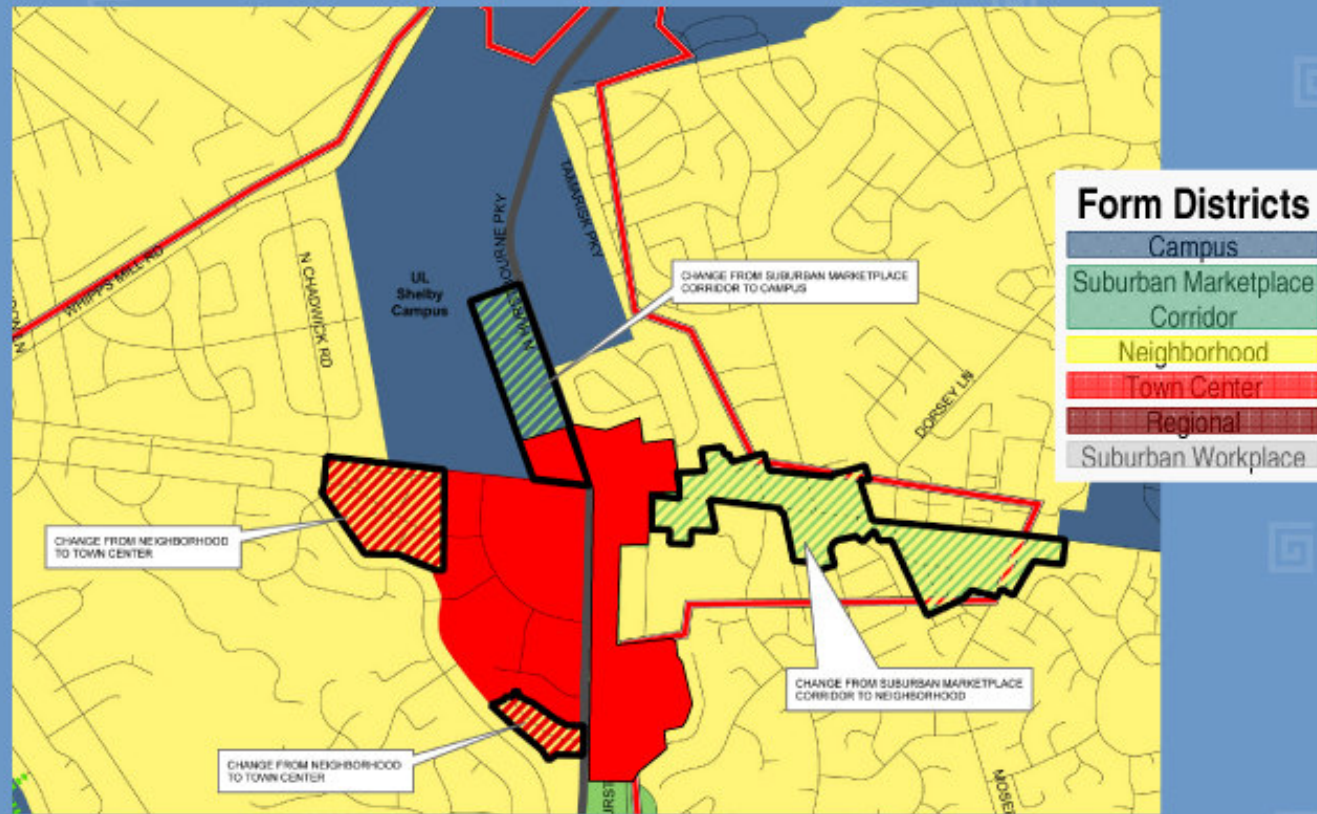 WHIPPS MILL RD
N CHADWICK RD
UL
Shelby
Campus
TAMARISK PKY
CHANGE FROM SUBURBAN MARKETPLACE
CORRIDOR TO CAMPUS
DORSEY LN
Form Districts
Campus
Suburban Marketplace
Corridor
Neighborhood
Town Center
Regional
Suburban Workplace
CHANGE FROM NEIGHBORHOOD
TO TOWN CENTER
CHANGE FROM SUBURBAN MARKETPLACE
CORRIDOR TO NEIGHBORHOOD
CHANGE FROM NEIGHBORHOOD
TO TOWN CENTER